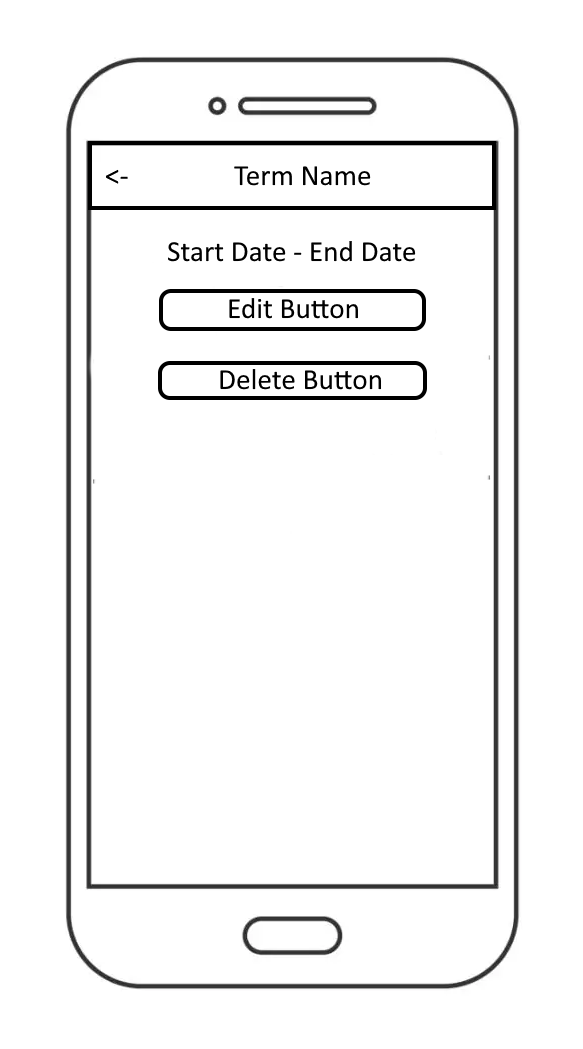 <- Term Name
Start Date - End Date
Edit Button
Delete Button